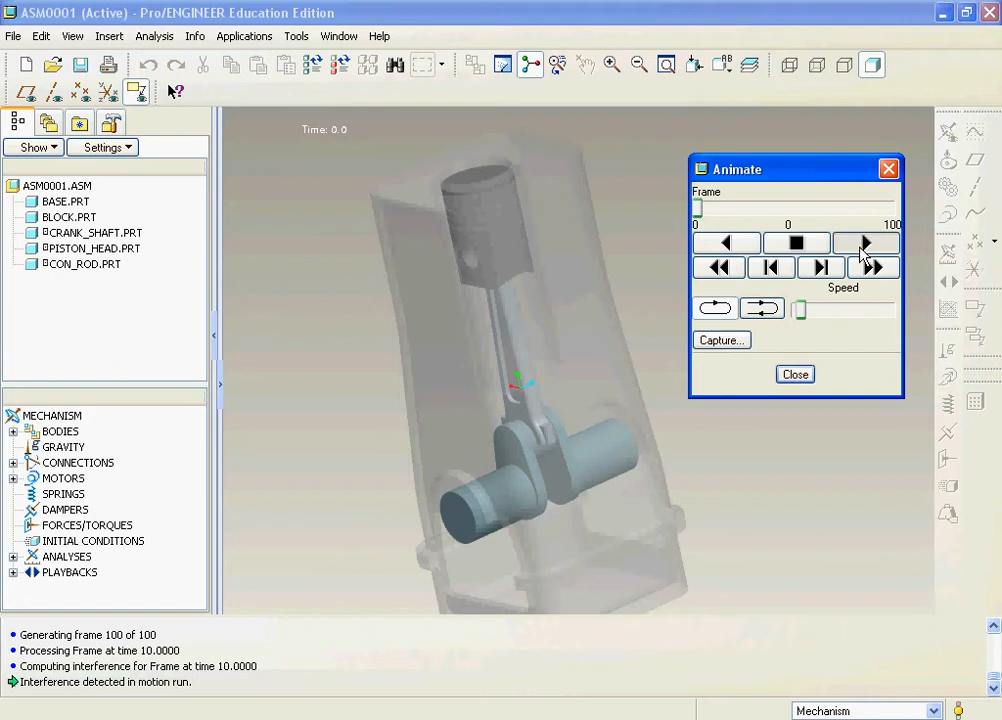 ASM0001 (Active) - Pro/ENGINEER Education Edition
File Edit View Insert Analysis Info Applications Tools Window Help
Time: 0.0
Show Settings
ASM0001.ASM
BASE.PRT
BLOCK.PRT
CRANK_SHAFT.PRT
PISTON_HEAD.PRT
CON_ROD.PRT
Animate
Frame
0 0 100
Speed
Capture...
Close
MECHANISM
BODIES
GRAVITY
CONNECTIONS
MOTORS
SPRINGS
DAMPERS
FORCES/TORQUES
INITIAL CONDITIONS
ANALYSES
PLAYBACKS
Generating frame 100 of 100
Processing Frame at time 10.0000
Computing interference for Frame at time 10.0000
Interference detected in motion run.
Mechanism